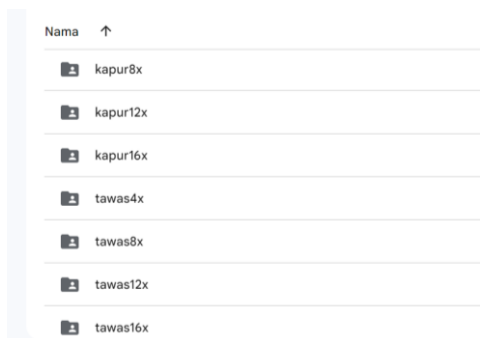 Nama ↑
kapur8x
kapur12x
kapur16x
tawas4x
tawas8x
tawas12x
tawas16x